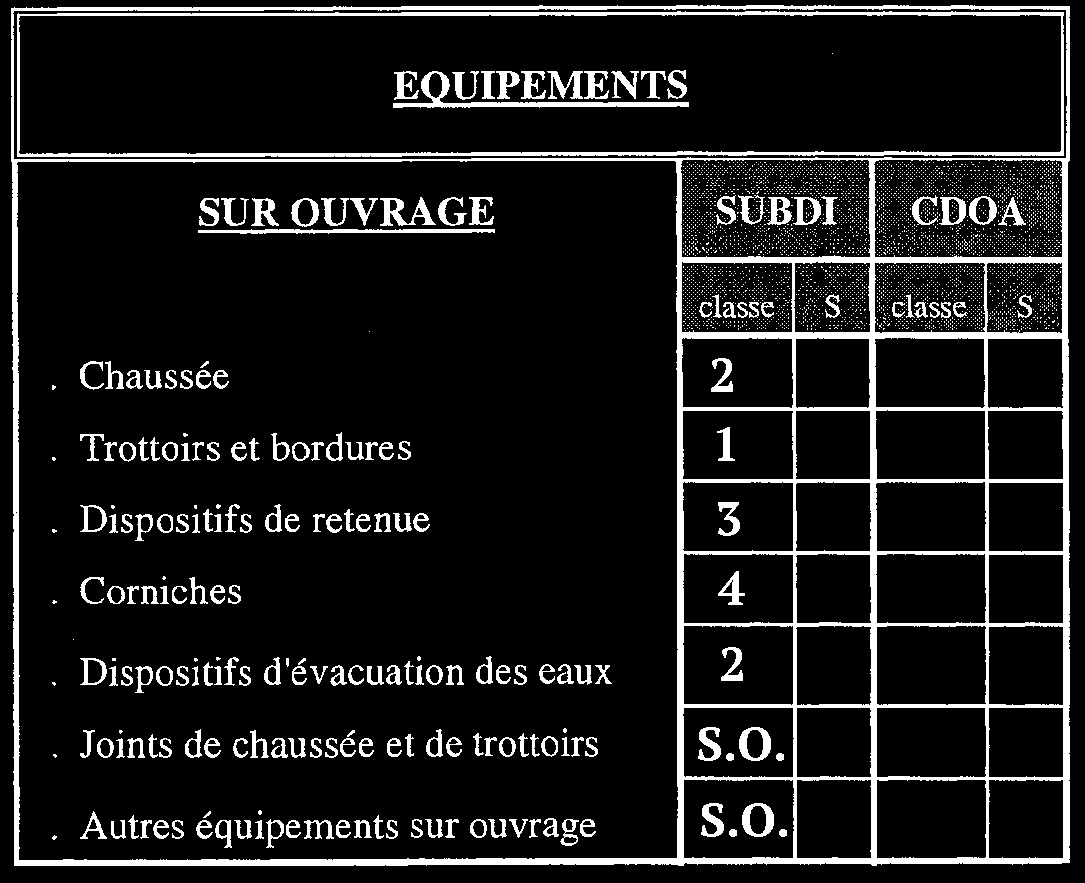 EQUIPEMENTS
SUR OUVRAGE SUBDI CDOA
classe S classe S
. Chaussée 2
. Trottoirs et bordures 1
. Dispositifs de retenue 3
. Corniches 4
. Dispositifs d'évacuation des eaux 2
. Joints de chaussée et de trottoirs S.O.
. Autres équipements sur ouvrage S.O.